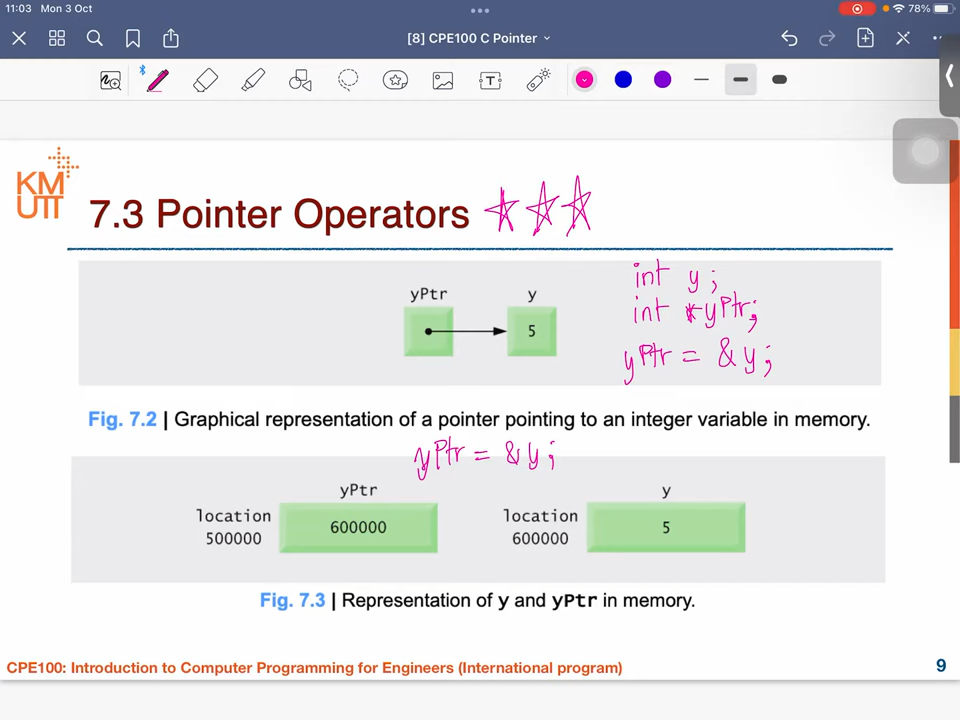 11:03 Mon 3 Oct
78%
[8] CPE100 C Pointer
T
KM
UTT
7.3 Pointer Operators
yPtr
y
5
int y;
int *yPtr;
yPtr = &y;
Fig. 7.2 | Graphical representation of a pointer pointing to an integer variable in memory.
yPtr = &y;
yPtr
y
location
500000
600000
location
600000
5
Fig. 7.3 | Representation of y and yPtr in memory.
CPE100: Introduction to Computer Programming for Engineers (International program)
9